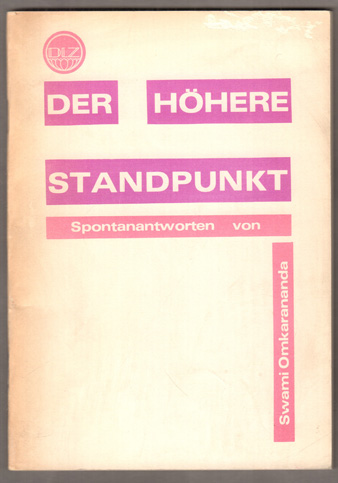 DLZ
DER HÖHERE
STANDPUNKT
Spontanantworten von
Swami Omkarananda